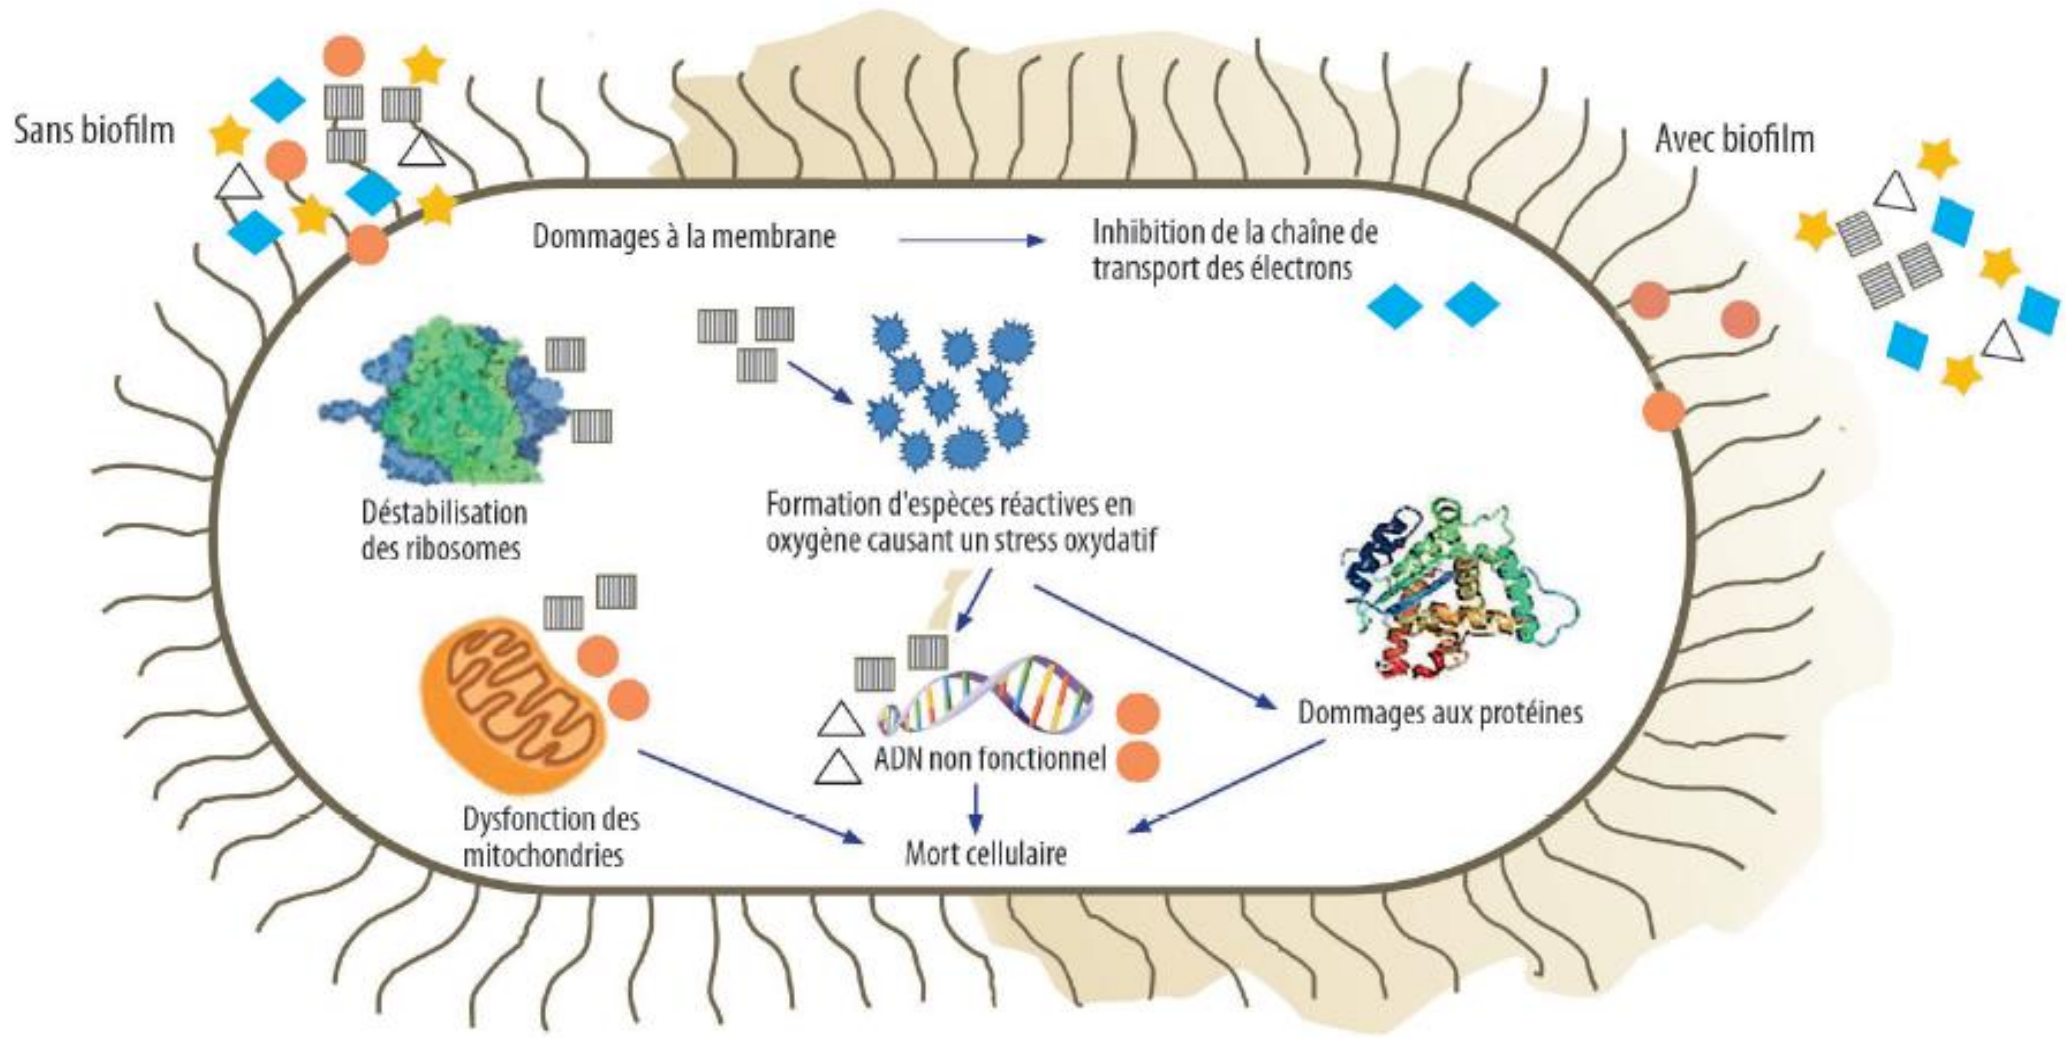 Sans biofilm
Avec biofilm
Dommages à la membrane
Inhibition de la chaîne de
transport des électrons
Déstabilisation
des ribosomes
Formation d'espèces réactives en
oxygène causant un stress oxydatif
Dommages aux protéines
ADN non fonctionnel
Dysfonction des
mitochondries
Mort cellulaire